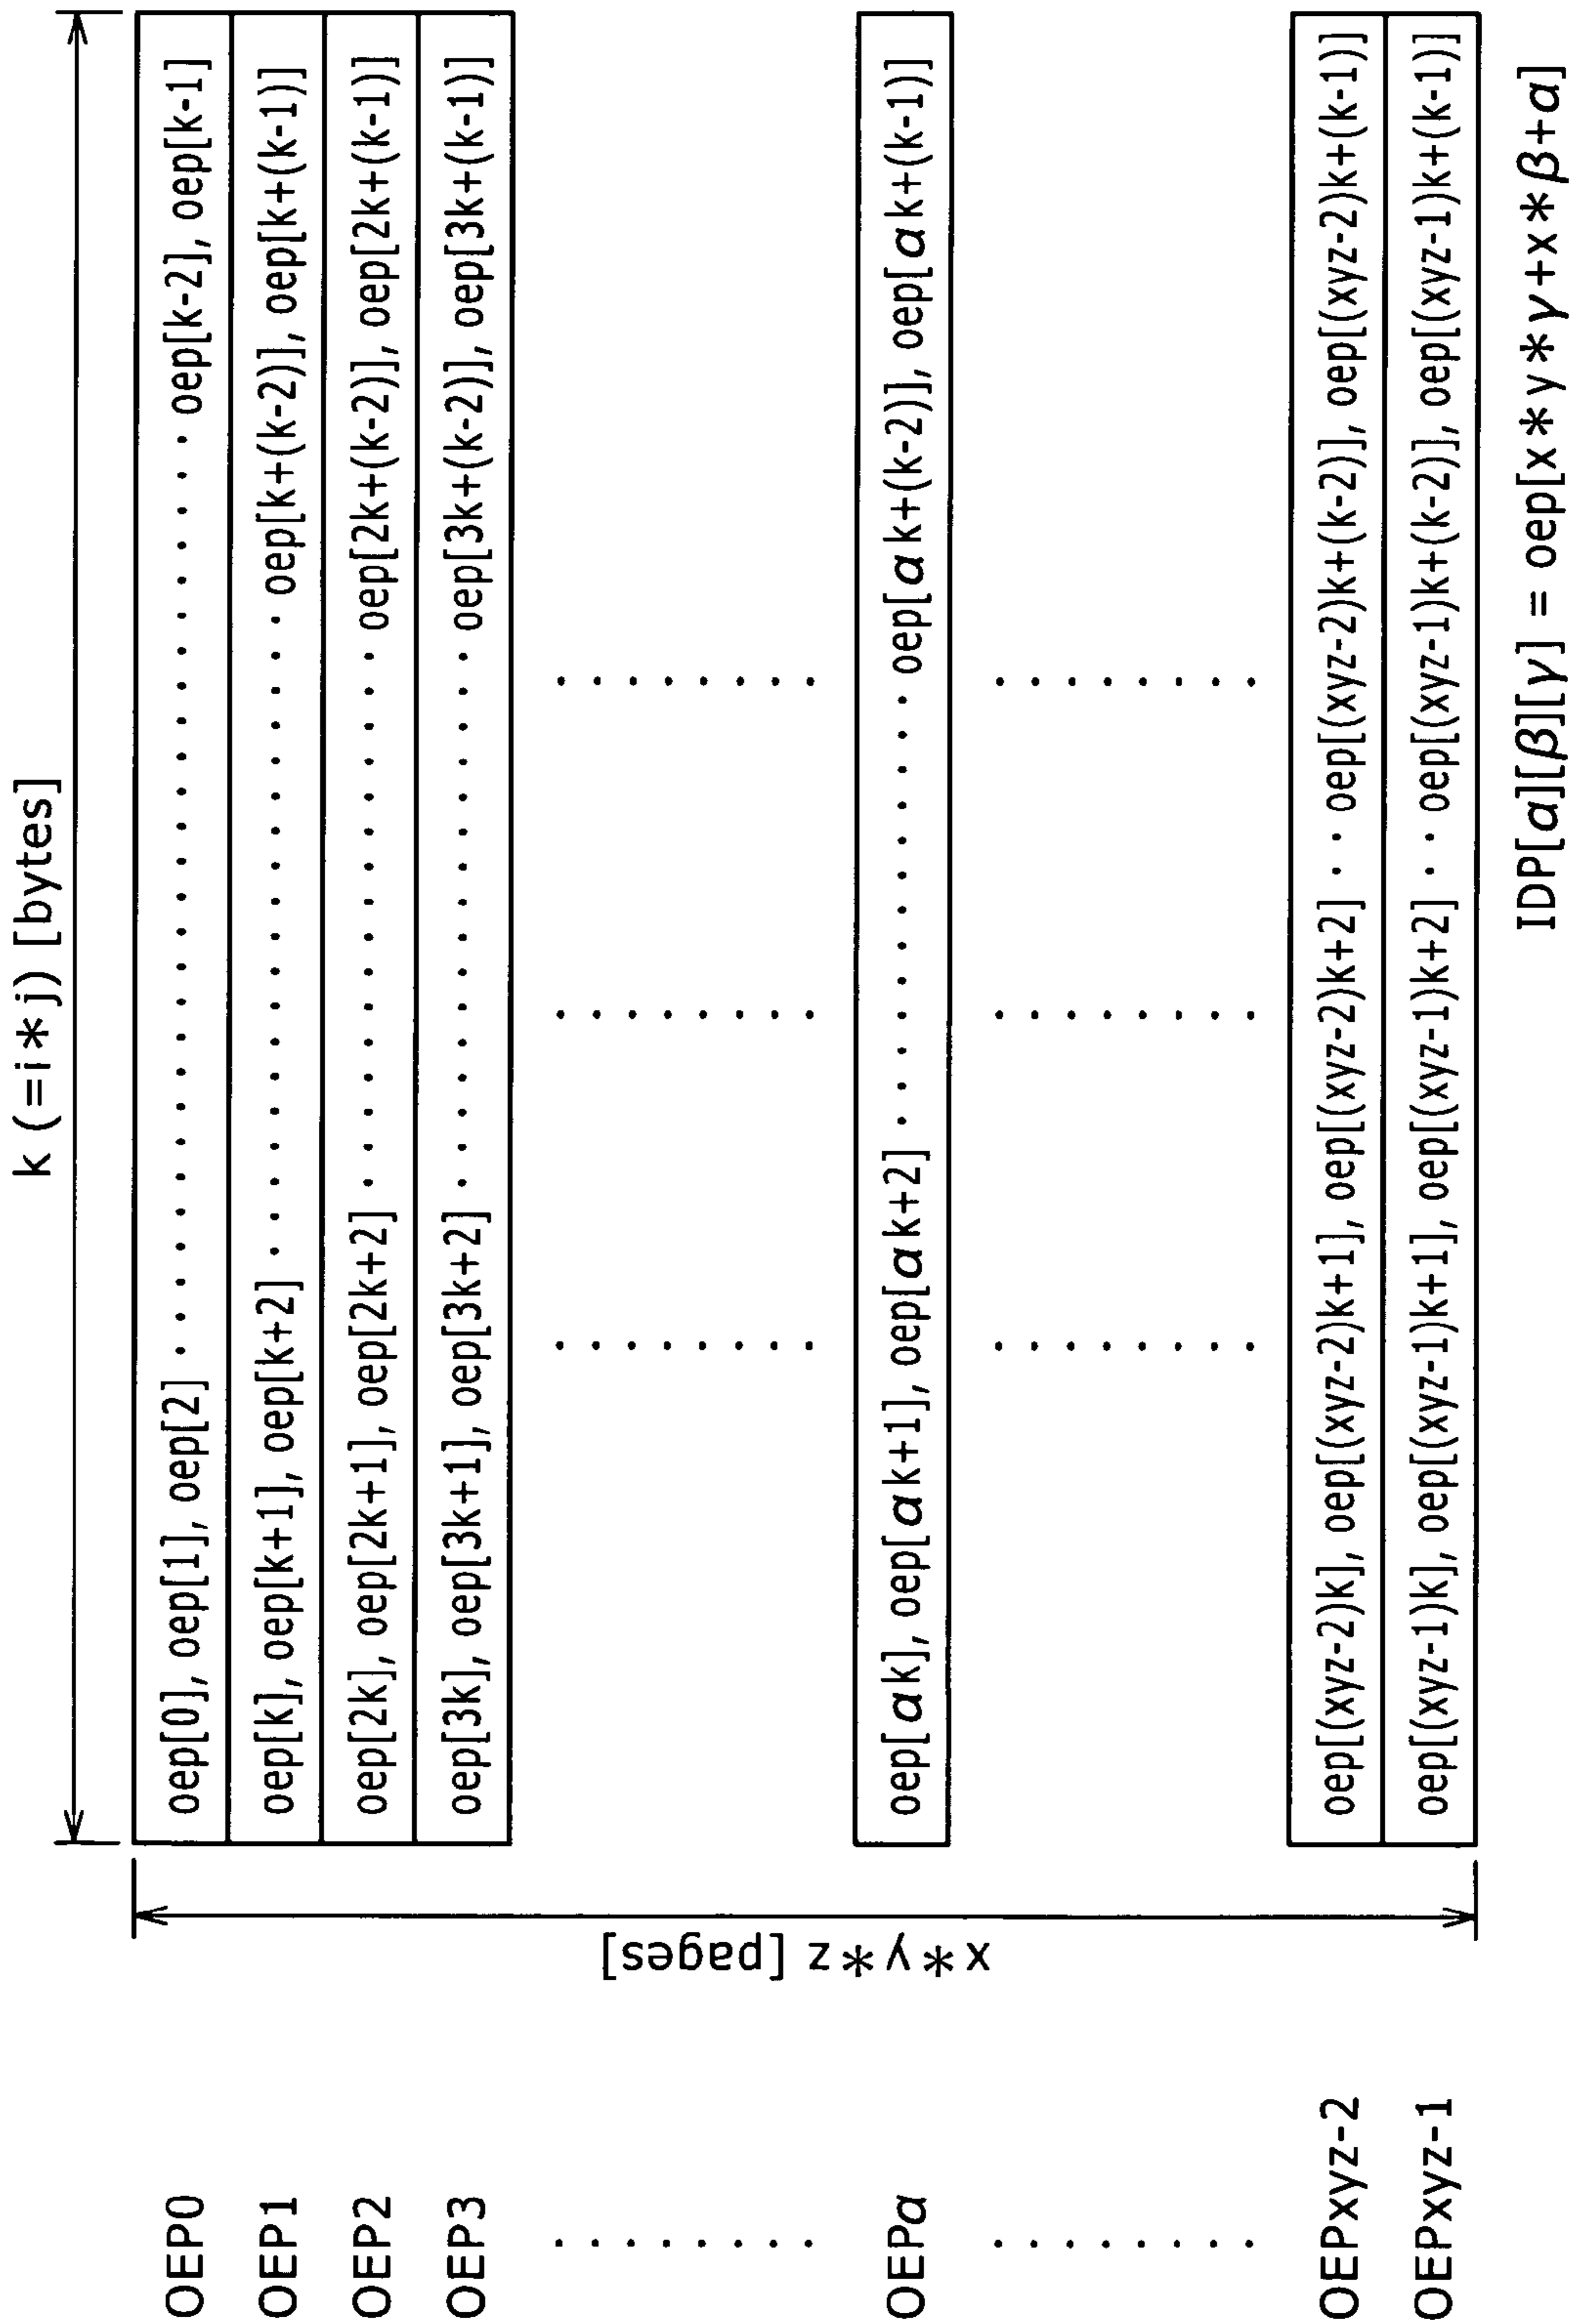 k (=i*j) [bytes]
x*y*z [pages]
OEP0 oep[0], oep[1], oep[2] · · · · · · oep[k-2], oep[k-1]
OEP1 oep[k], oep[k+1], oep[k+2] · · · · · · oep[k+(k-2)], oep[k+(k-1)]
OEP2 oep[2k], oep[2k+1], oep[2k+2] · · · · · · oep[2k+(k-2)], oep[2k+(k-1)]
OEP3 oep[3k], oep[3k+1], oep[3k+2] · · · · · · oep[3k+(k-2)], oep[3k+(k-1)]
OEPα oep[αk], oep[αk+1], oep[αk+2] · · · · · · oep[αk+(k-2)], oep[αk+(k-1)]
OEPxyz-2 oep[(xyz-2)k], oep[(xyz-2)k+1], oep[(xyz-2)k+2] · · oep[(xyz-2)k+(k-2)], oep[(xyz-2)k+(k-1)]
OEPxyz-1 oep[(xyz-1)k], oep[(xyz-1)k+1], oep[(xyz-1)k+2] · · oep[(xyz-1)k+(k-2)], oep[(xyz-1)k+(k-1)]
IDP[α][β][γ] = oep[x*y*γ+x*β+α]